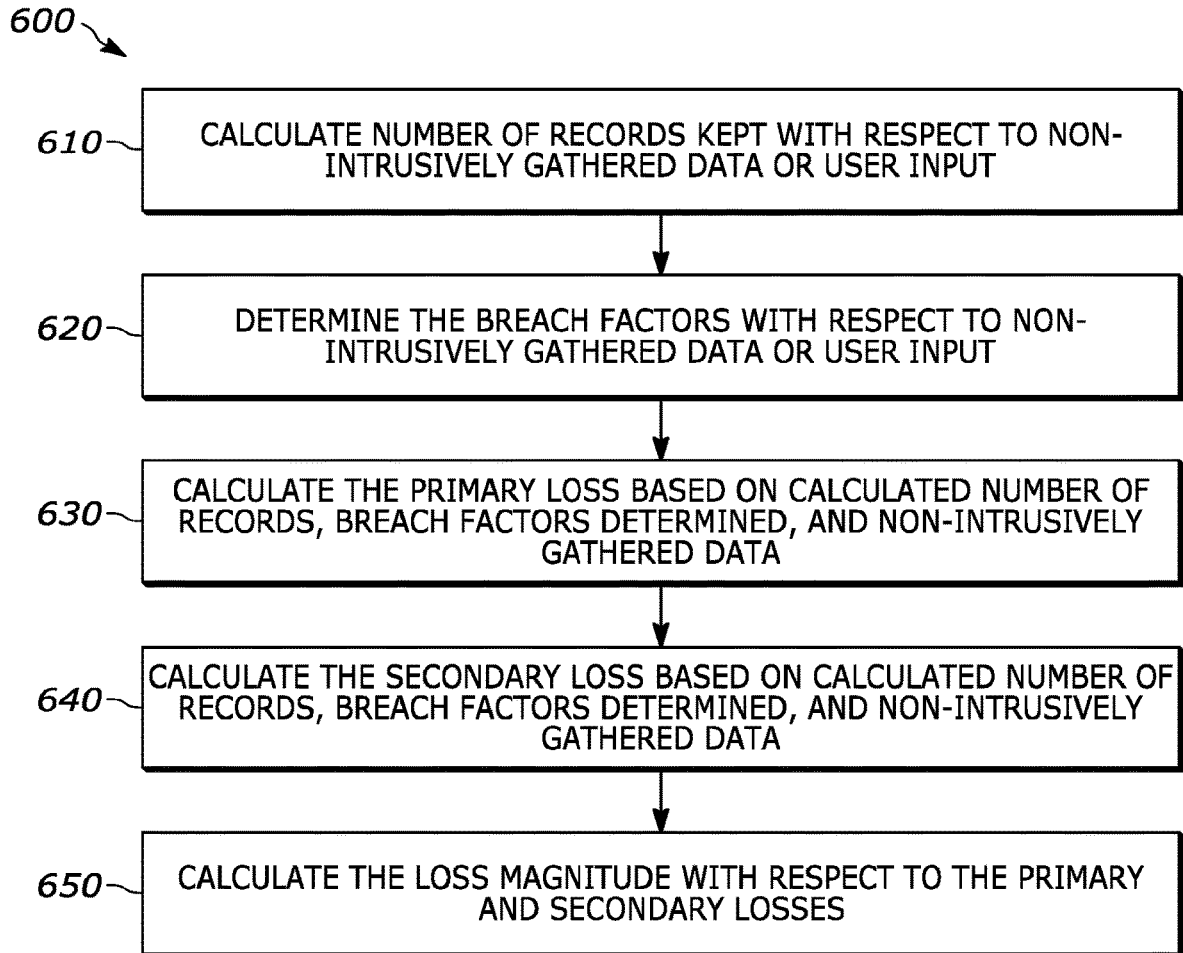 600
610
CALCULATE NUMBER OF RECORDS KEPT WITH RESPECT TO NON-
INTRUSIVELY GATHERED DATA OR USER INPUT
620
DETERMINE THE BREACH FACTORS WITH RESPECT TO NON-
INTRUSIVELY GATHERED DATA OR USER INPUT
630
CALCULATE THE PRIMARY LOSS BASED ON CALCULATED NUMBER OF
RECORDS, BREACH FACTORS DETERMINED, AND NON-INTRUSIVELY
GATHERED DATA
640
CALCULATE THE SECONDARY LOSS BASED ON CALCULATED NUMBER OF
RECORDS, BREACH FACTORS DETERMINED, AND NON-INTRUSIVELY
GATHERED DATA
650
CALCULATE THE LOSS MAGNITUDE WITH RESPECT TO THE PRIMARY
AND SECONDARY LOSSES